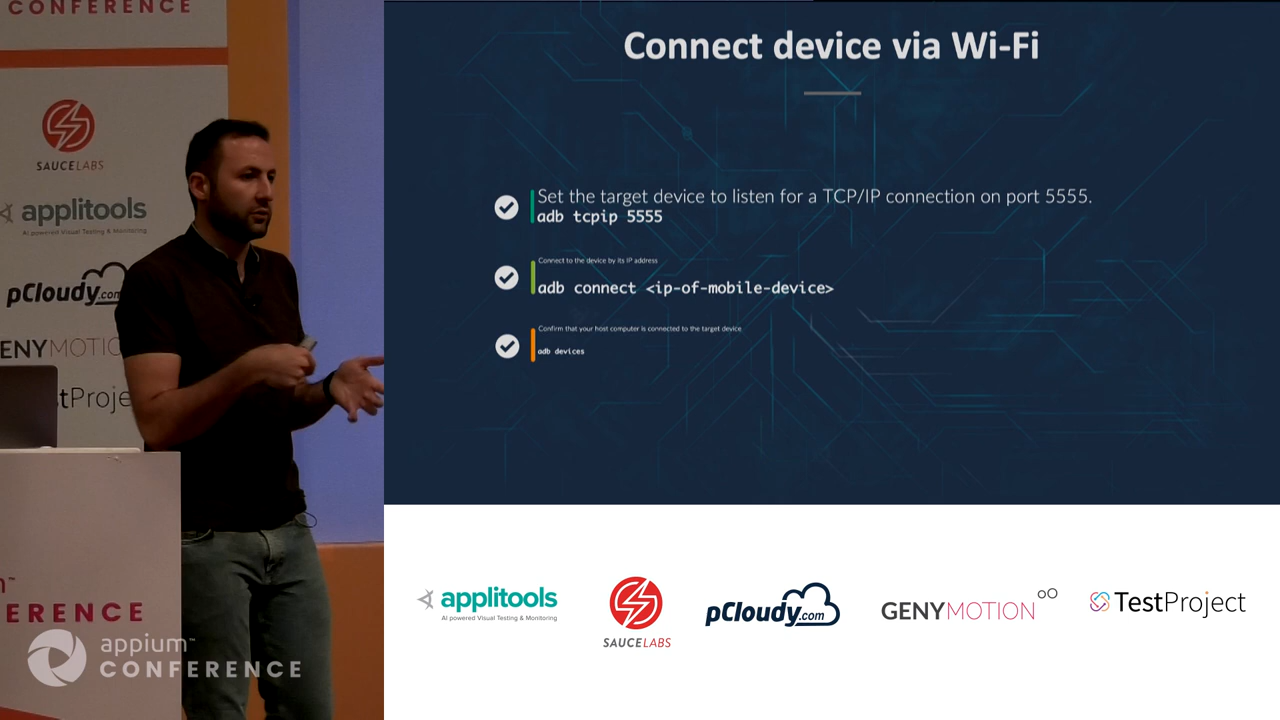 CONFERENCE
SAUCELABS
applitools
AI powered Visual Testing & Monitoring
pCloudy.com
ENYMOTIO
tProje
ERENCE
appium™
CONFERENCE
Connect device via Wi-Fi
Set the target device to listen for a TCP/IP connection on port 5555.
adb tcpip 5555
Connect to the device by its IP address
adb connect <ip-of-mobile-device>
Confirm that your host computer is connected to the target device
adb devices
applitools
AI powered Visual Testing & Monitoring
SAUCELABS
pCloudy.com
GENYMOTION
TestProject